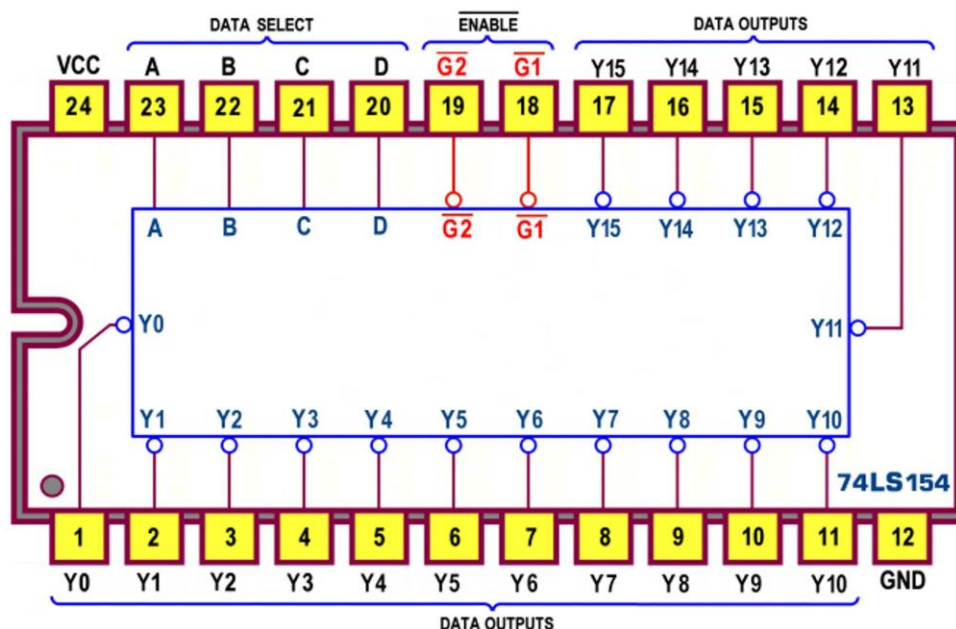 DATA SELECT ENABLE DATA OUTPUTS
VCC A B C D G2 G1 Y15 Y14 Y13 Y12 Y11
24 23 22 21 20 19 18 17 16 15 14 13
A B C D G2 G1 Y15 Y14 Y13 Y12
Y0 Y11
Y1 Y2 Y3 Y4 Y5 Y6 Y7 Y8 Y9 Y10
74LS154
1 2 3 4 5 6 7 8 9 10 11 12
Y0 Y1 Y2 Y3 Y4 Y5 Y6 Y7 Y8 Y9 Y10 GND
DATA OUTPUTS